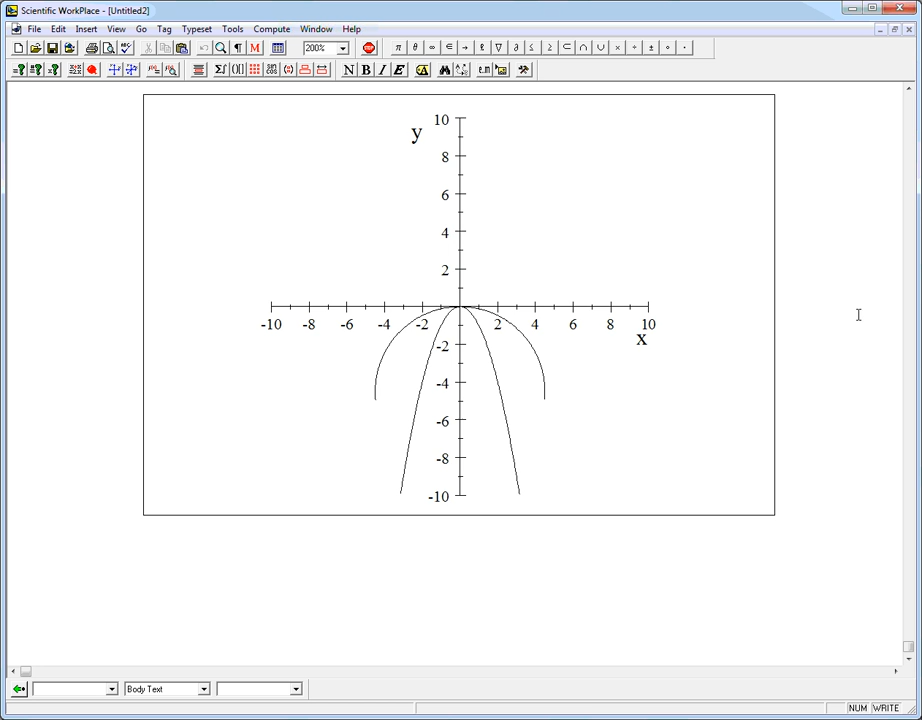 Scientific WorkPlace - [Untitled2]
File Edit Insert View Go Tag Typeset Tools Compute Window Help
200%
N B I E
10
y
8
6
4
2
-10 -8 -6 -4 -2 2 4 6 8 10
x
-2
-4
-6
-8
-10
Body Text
NUM WRITE